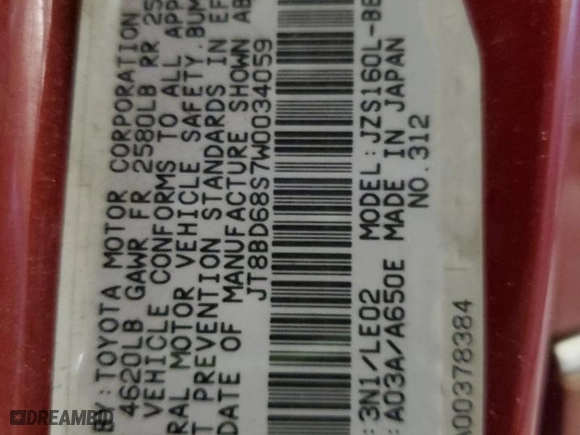 BY: TOYOTA MOTOR CORPORATION
4620LB GAWR FR 2580LB RR 25
VEHICLE CONFORMS TO ALL APP
RAL MOTOR VEHICLE SAFETY, BUM
T PREVENTION STANDARDS IN EF
DATE OF MANUFACTURE SHOWN AB
JT8BD68S7W0034059
: 3N1/LE02 MODEL: JZS160L-BE
: A03A/A650E MADE IN JAPAN
NO. 312
A00378384
DREAMBID